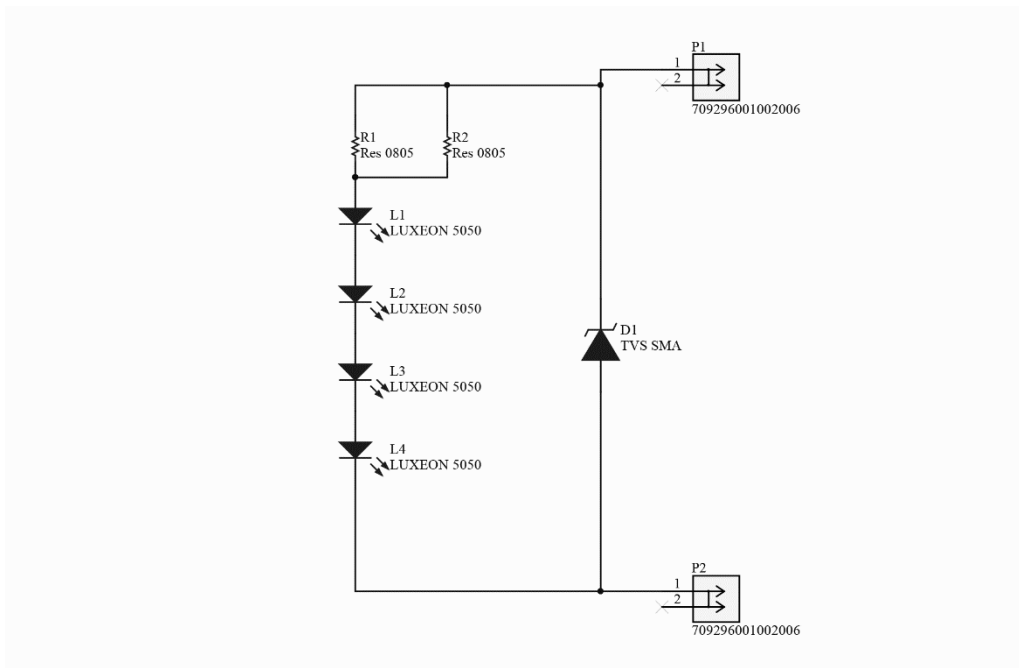 P1
1
2
709296001002006
R1
Res 0805
R2
Res 0805
L1
LUXEON 5050
L2
LUXEON 5050
D1
TVS SMA
L3
LUXEON 5050
L4
LUXEON 5050
P2
1
2
709296001002006